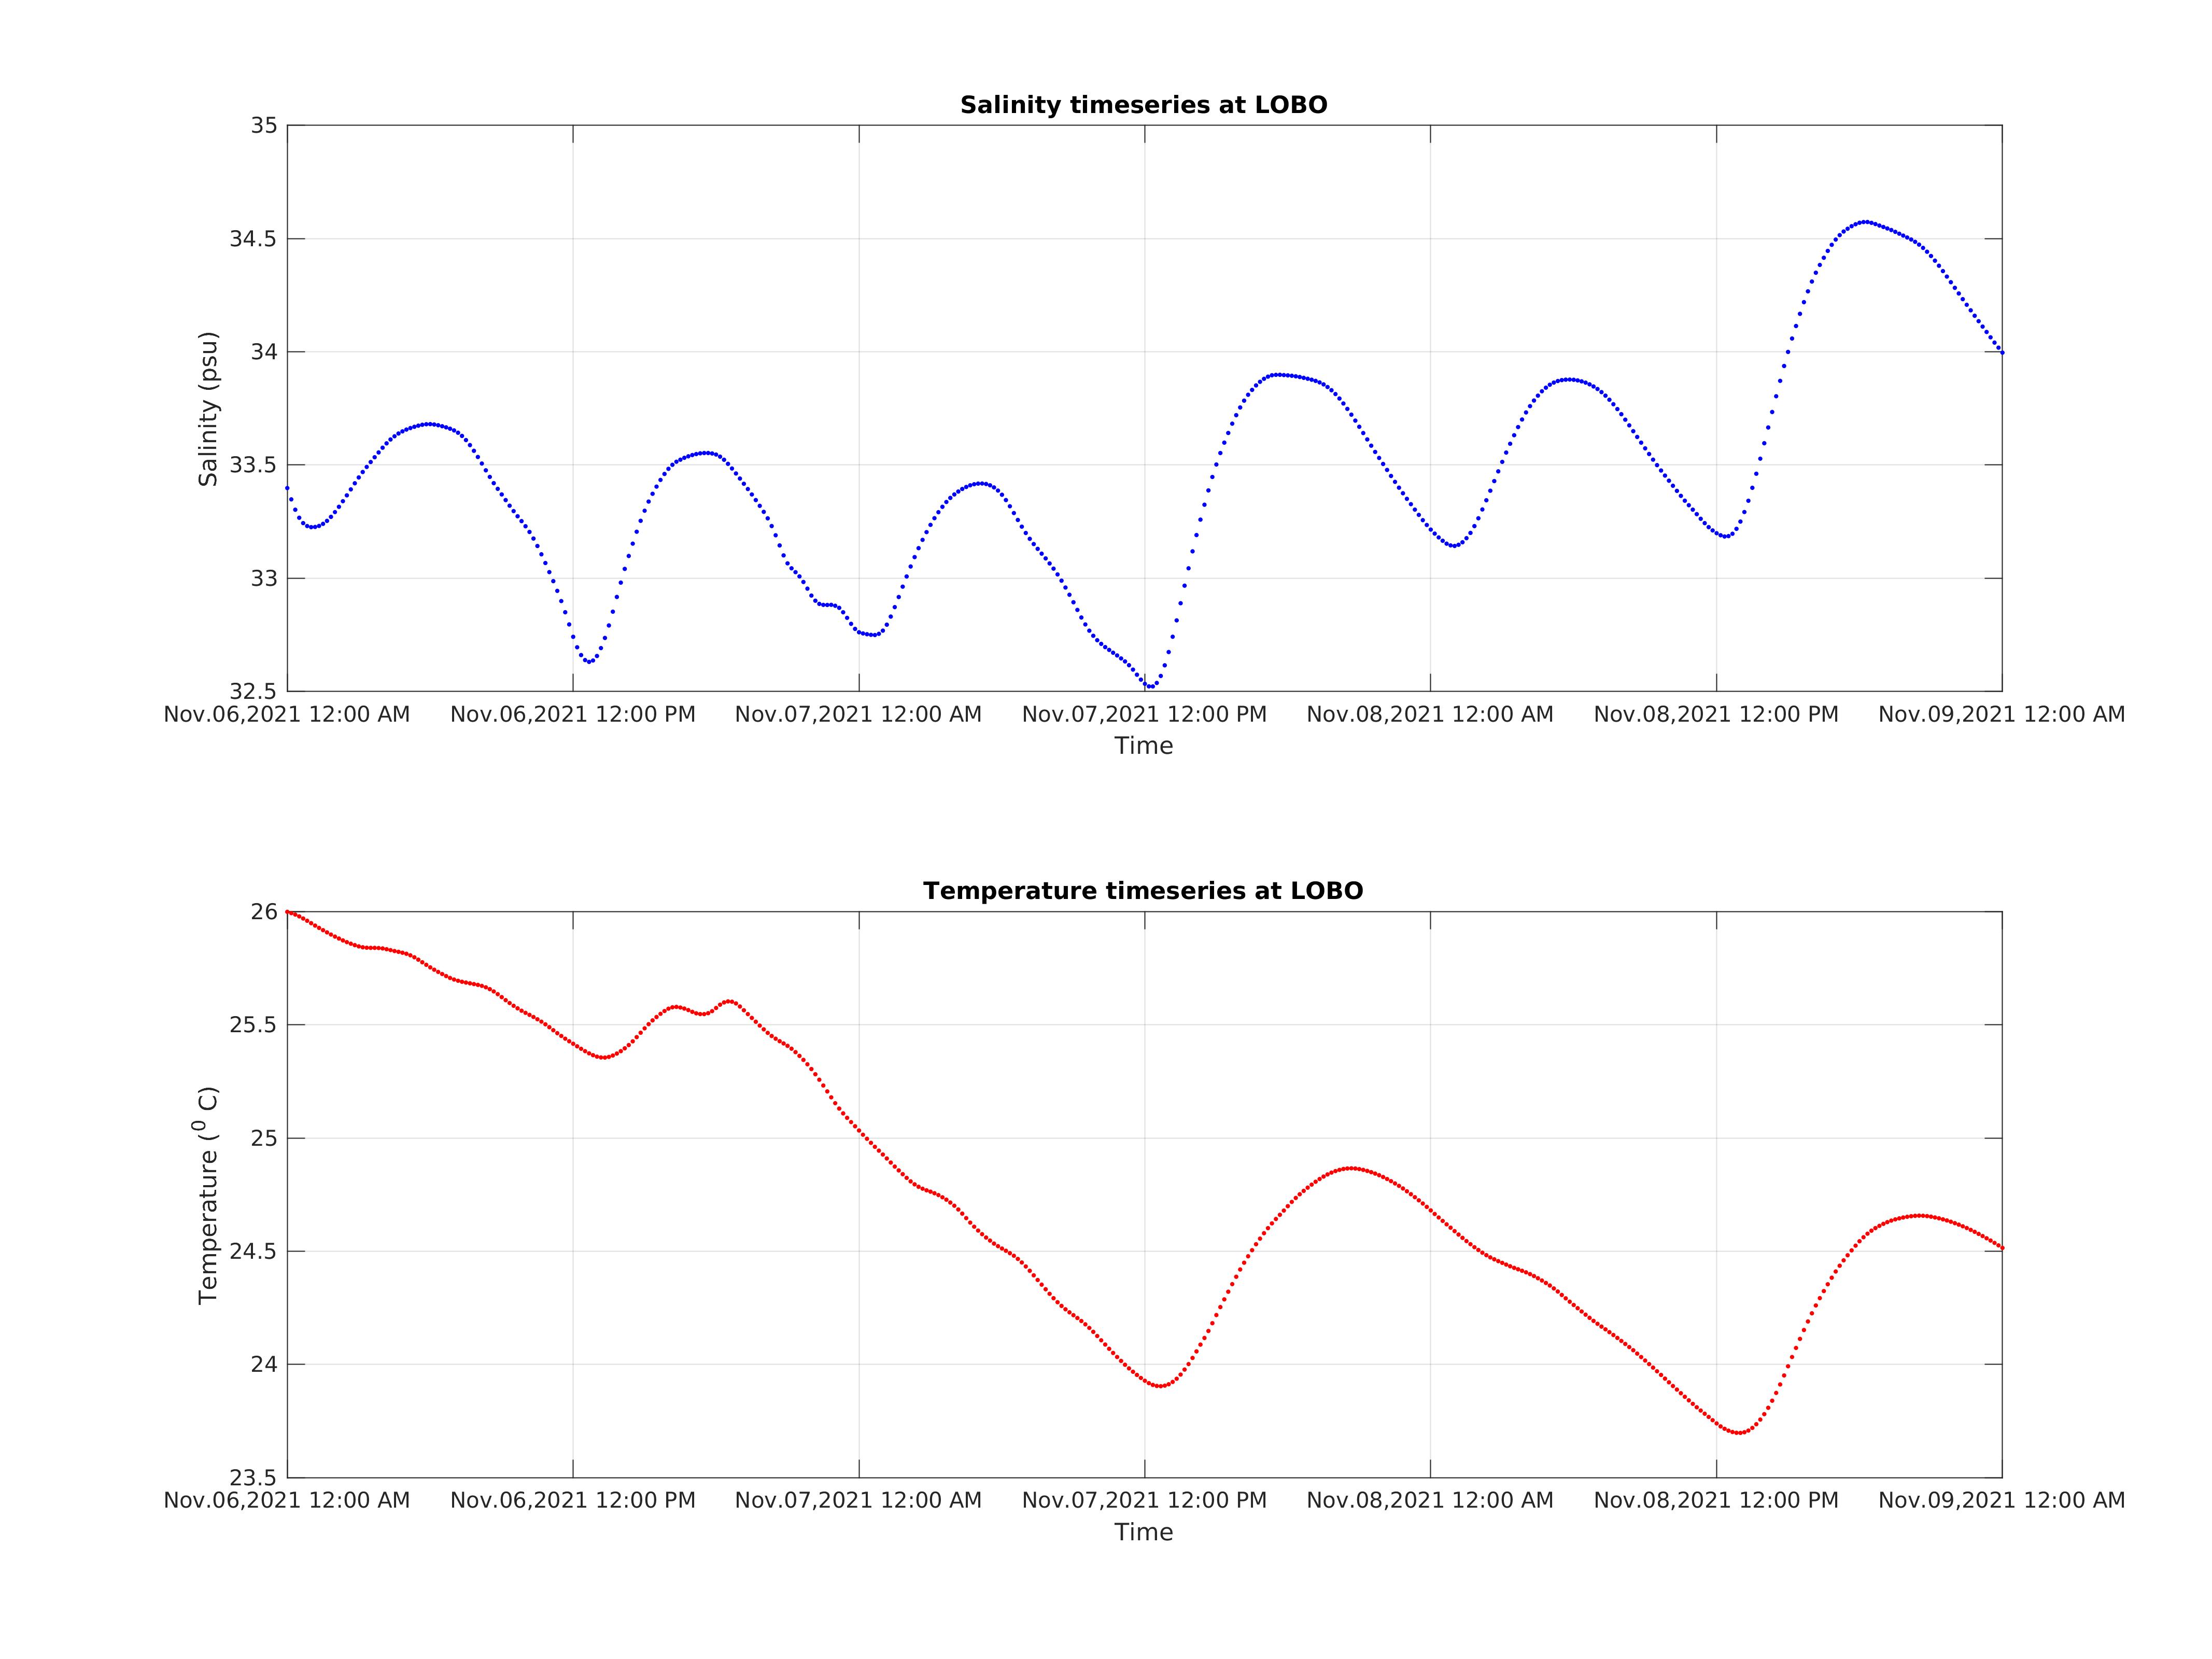 Salinity timeseries at LOBO
35
34.5
34
33.5
33
32.5
Salinity (psu)
Nov.06,2021 12:00 AM Nov.06,2021 12:00 PM Nov.07,2021 12:00 AM Nov.07,2021 12:00 PM Nov.08,2021 12:00 AM Nov.08,2021 12:00 PM Nov.09,2021 12:00 AM
Time
Temperature timeseries at LOBO
26
25.5
25
24.5
24
23.5
Temperature (⁰ C)
Nov.06,2021 12:00 AM Nov.06,2021 12:00 PM Nov.07,2021 12:00 AM Nov.07,2021 12:00 PM Nov.08,2021 12:00 AM Nov.08,2021 12:00 PM Nov.09,2021 12:00 AM
Time